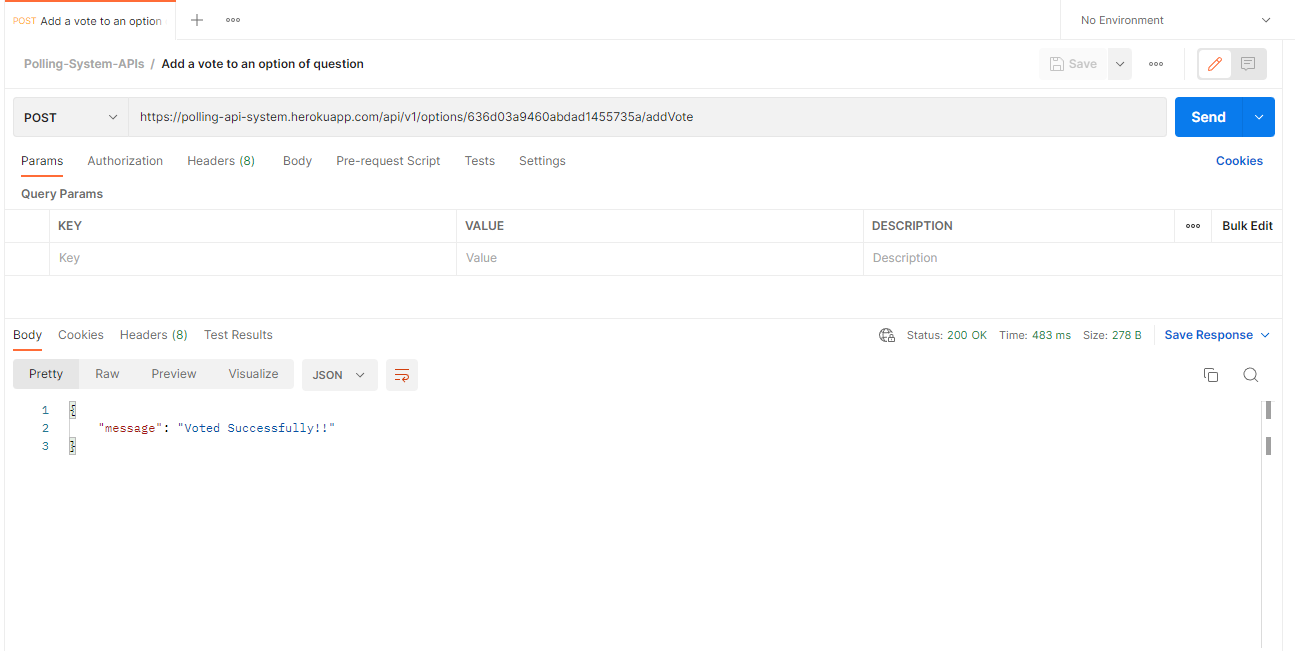 POST Add a vote to an option
No Environment
Polling-System-APIs / Add a vote to an option of question
Save
POST
https://polling-api-system.herokuapp.com/api/v1/options/636d03a9460abdad1455735a/addVote
Send
Params Authorization Headers (8) Body Pre-request Script Tests Settings Cookies
Query Params
KEY VALUE DESCRIPTION Bulk Edit
Key Value Description
Body Cookies Headers (8) Test Results Status: 200 OK Time: 483 ms Size: 278 B Save Response
Pretty Raw Preview Visualize JSON
1 {
2 "message": "Voted Successfully!!"
3 }